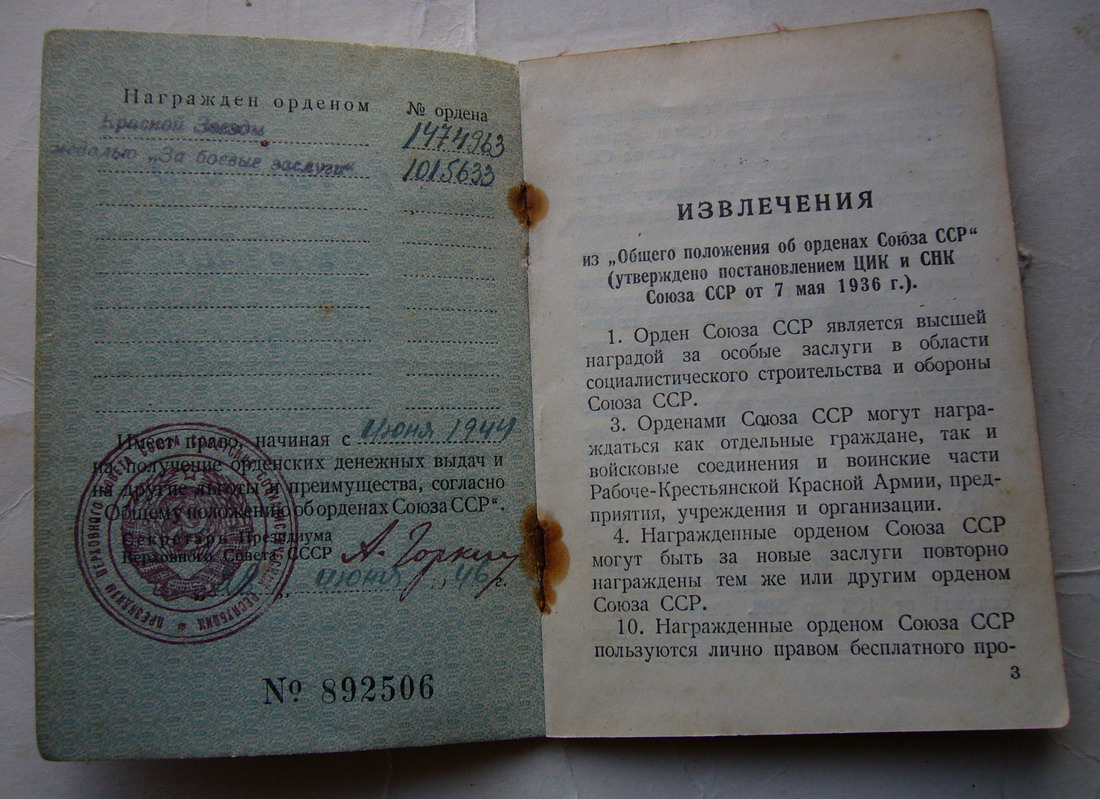 Награжден орденом № ордена
Красной Звезды 1474963
медалью „За боевые заслуги“ 1015633
Имеет право, начиная с июня 1944
на получение орденских денежных выдач и
на другие льготы и преимущества, согласно
"Общему положению об орденах Союза ССР".
Секретарь Президиума
Верховного Совета СССР А. Горкин
июня 46 г.
№ 892506
ИЗВЛЕЧЕНИЯ
из „Общего положения об орденах Союза ССР“
(утверждено постановлением ЦИК и СНК
Союза ССР от 7 мая 1936 г.).
1. Орден Союза ССР является высшей
наградой за особые заслуги в области
социалистического строительства и обороны
Союза ССР.
3. Орденами Союза ССР могут награ-
ждаться как отдельные граждане, так и
войсковые соединения и воинские части
Рабоче-Крестьянской Красной Армии, пред-
приятия, учреждения и организации.
4. Награжденные орденом Союза ССР
могут быть за новые заслуги повторно
награждены тем же или другим орденом
Союза ССР.
10. Награжденные орденом Союза ССР
пользуются лично правом бесплатного про-
3